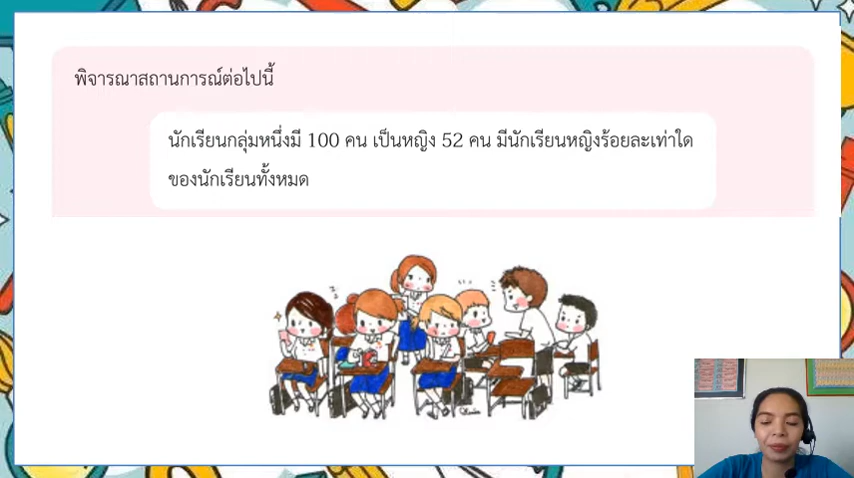 พิจารณาสถานการณ์ต่อไปนี้
นักเรียนกลุ่มหนึ่งมี 100 คน เป็นหญิง 52 คน มีนักเรียนหญิงร้อยละเท่าใด
ของนักเรียนทั้งหมด